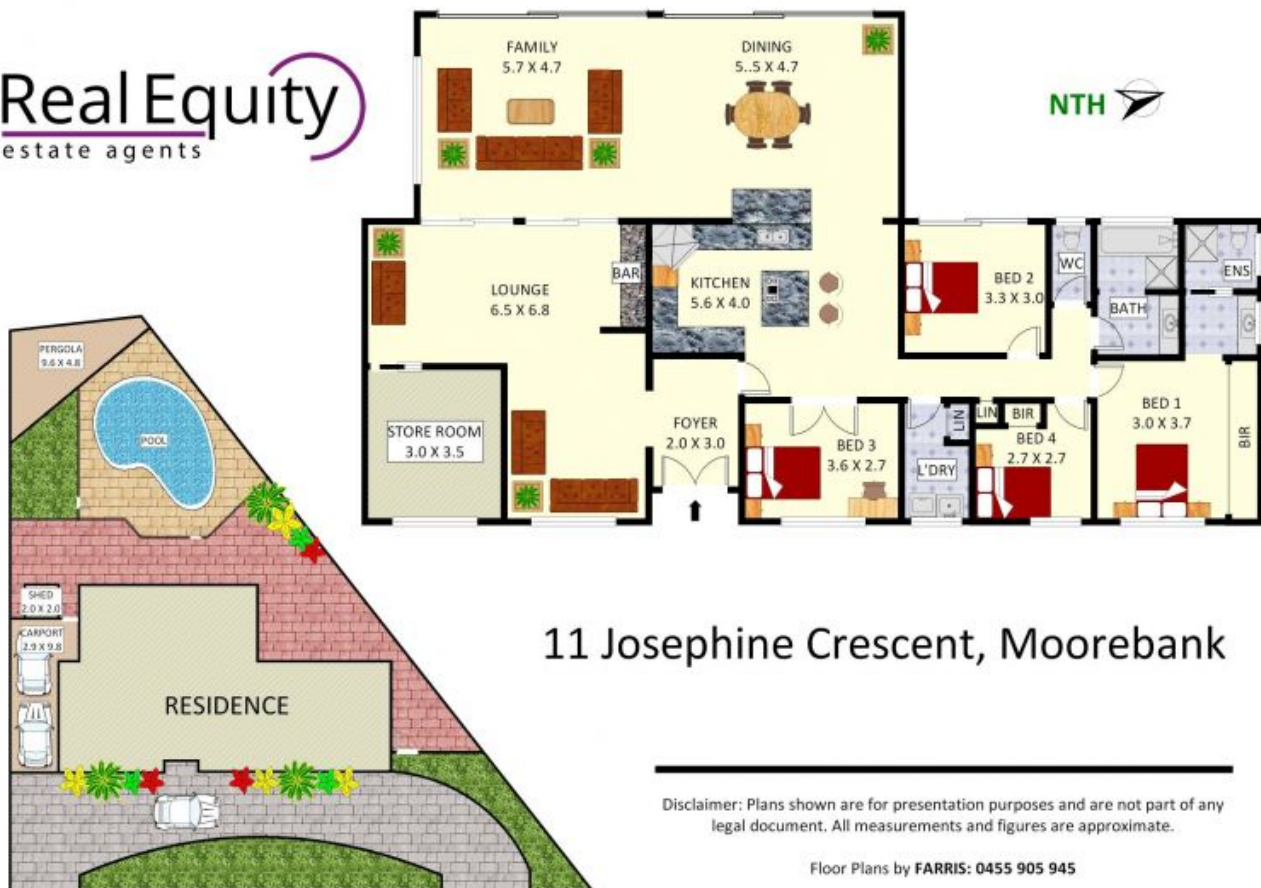 Real Equity
estate agents
FAMILY
5.7 X 4.7
DINING
5..5 X 4.7
NTH
LOUNGE
6.5 X 6.8
BAR
KITCHEN
5.6 X 4.0
BED 2
3.3 X 3.0
WC
BATH
ENS
STORE ROOM
3.0 X 3.5
FOYER
2.0 X 3.0
BED 3
3.6 X 2.7
LIN
L'DRY
LIN
BIR
BED 4
2.7 X 2.7
BED 1
3.0 X 3.7
BIR
PERGOLA
9.6 X 4.8
POOL
SHED
2.0 X 2.0
CARPORT
2.9 X 9.8
RESIDENCE
11 Josephine Crescent, Moorebank
Disclaimer: Plans shown are for presentation purposes and are not part of any
legal document. All measurements and figures are approximate.
Floor Plans by FARRIS: 0455 905 945